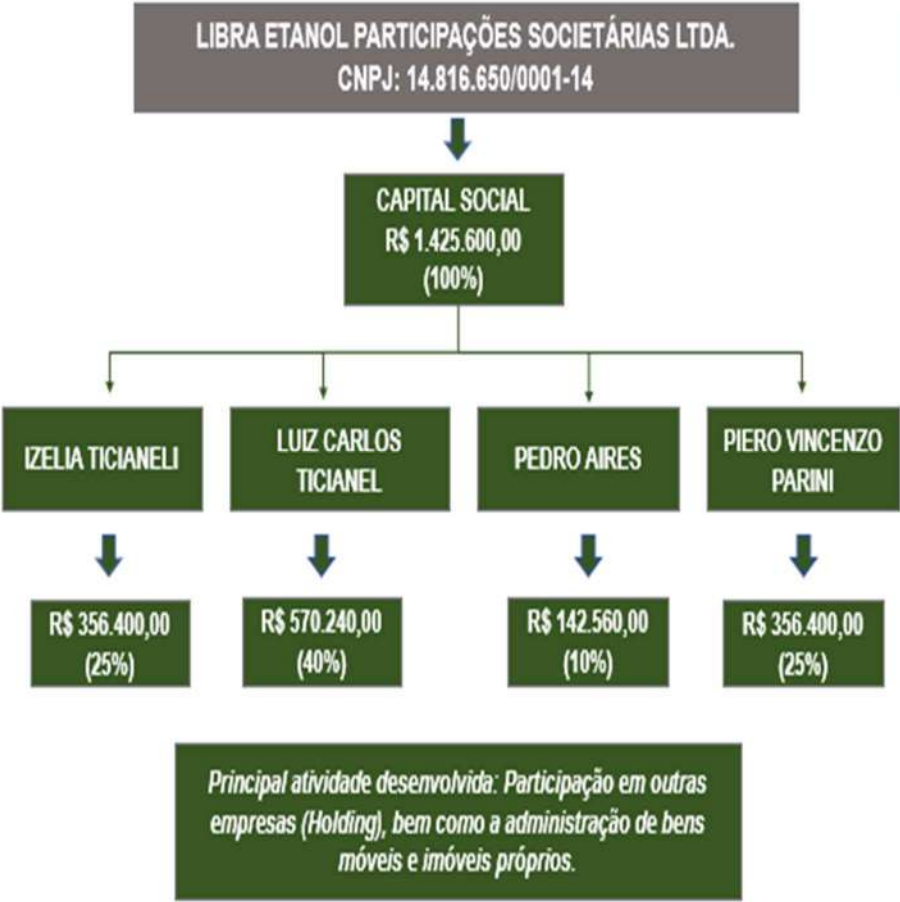 LIBRA ETANOL PARTICIPAÇÕES SOCIETÁRIAS LTDA.
CNPJ: 14.816.650/0001-14
CAPITAL SOCIAL
R$ 1.425.600,00
(100%)
IZELIA TICIANELI
LUIZ CARLOS
TICIANEL
PEDRO AIRES
PIERO VINCENZO
PARINI
R$ 356.400,00
(25%)
R$ 570.240,00
(40%)
R$ 142.560,00
(10%)
R$ 356.400,00
(25%)
Principal atividade desenvolvida: Participação em outras
empresas (Holding), bem como a administração de bens
móveis e imóveis próprios.